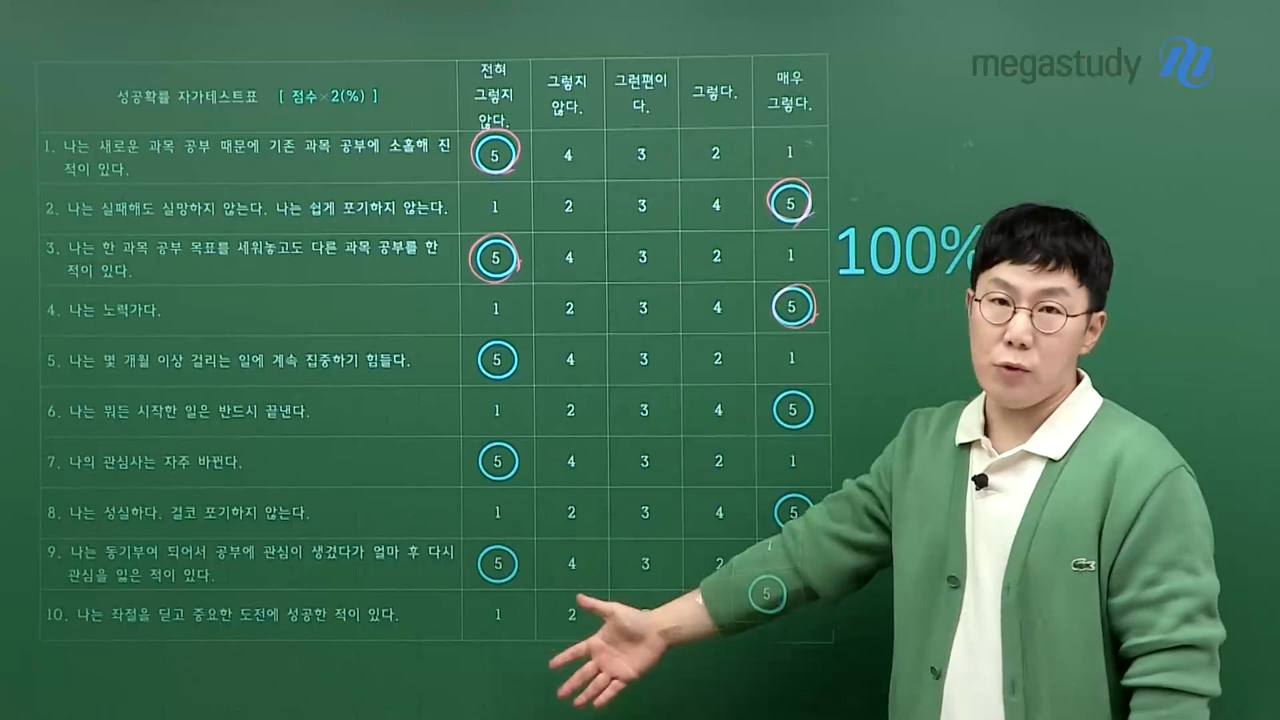 megastudy
성공확률 자가테스트표 [ 점수×2(%) ]
전혀
그렇지
않다.
그렇지
않다.
그런편이
다.
그렇다.
매우
그렇다.
1. 나는 새로운 과목 공부 때문에 기존 과목 공부에 소홀해 진
적이 있다.
5 4 3 2 1
2. 나는 실패해도 실망하지 않는다. 나는 쉽게 포기하지 않는다.
1 2 3 4 5
3. 나는 한 과목 공부 목표를 세워놓고도 다른 과목 공부를 한
적이 있다.
5 4 3 2 1
100%
4. 나는 노력가다.
1 2 3 4 5
5. 나는 몇 개월 이상 걸리는 일에 계속 집중하기 힘들다.
5 4 3 2 1
6. 나는 뭐든 시작한 일은 반드시 끝낸다.
1 2 3 4 5
7. 나의 관심사는 자주 바뀐다.
5 4 3 2 1
8. 나는 성실하다. 결코 포기하지 않는다.
1 2 3 4 5
9. 나는 동기부여 되어서 공부에 관심이 생겼다가 얼마 후 다시
관심을 잃은 적이 있다.
5 4 3 2 1
10. 나는 좌절을 딛고 중요한 도전에 성공한 적이 있다.
1 2 5